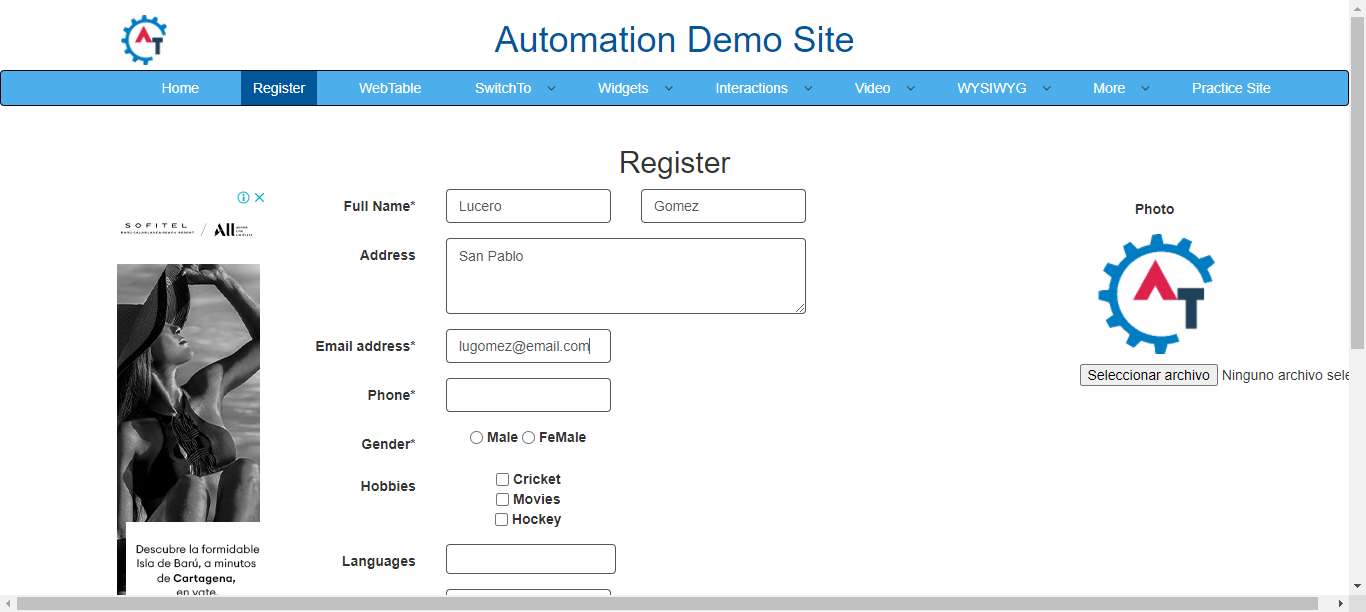 Automation Demo Site
Home Register WebTable SwitchTo Widgets Interactions Video WYSIWYG More Practice Site
Register
SOFITEL / All
Descubre la formidable
Isla de Barú, a minutos
de Cartagena,
en yate.
Full Name* Lucero Gomez
Address San Pablo
Email address* lugomez@email.com
Phone*
Gender* Male FeMale
Hobbies Cricket
Movies
Hockey
Languages
Photo
AT
Seleccionar archivo Ninguno archivo sele